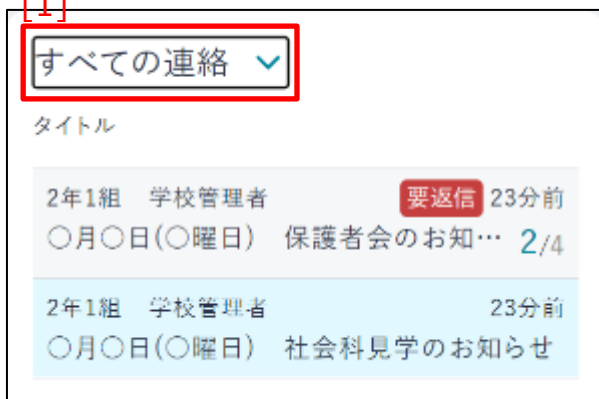 [1]
すべての連絡
タイトル
2年1組 学校管理者 要返信 23分前
○月○日(○曜日) 保護者会のお知… 2/4
2年1組 学校管理者 23分前
○月○日(○曜日) 社会科見学のお知らせ